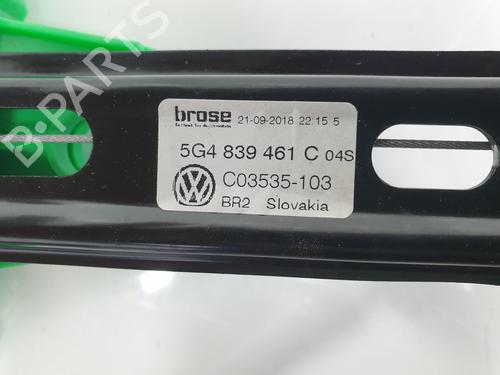 brose 21-09-2018 22 15 5
5G4 839 461 C 04S
C03535-103
BR2 Slovakia
B-PARTS